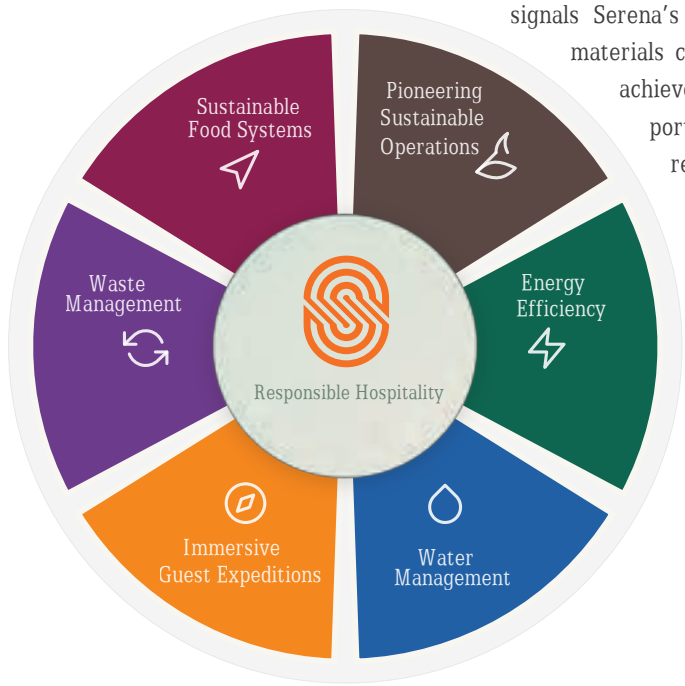 signals Serena’s
materials
Pioneering
Sustainable
Operations
Sustainable
Food Systems
Energy
Efficiency
Waste
Management
Responsible Hospitality
Immersive
Guest Expeditions
Water
Management